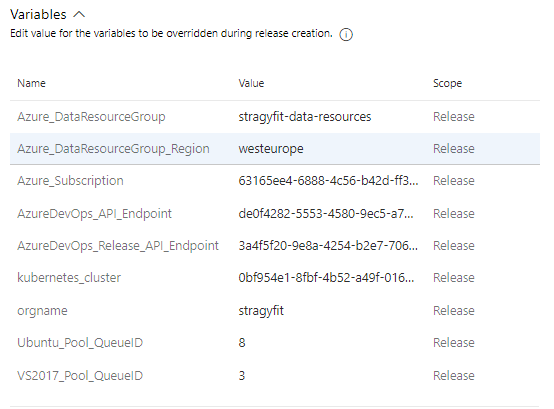 Variables
Edit value for the variables to be overridden during release creation.
Name Value Scope
Azure_DataResourceGroup stragyfit-data-resources Release
Azure_DataResourceGroup_Region westeurope Release
Azure_Subscription 63165ee4-6888-4c56-b42d-ff3... Release
AzureDevOps_API_Endpoint de0f4282-5553-4580-9ec5-a7... Release
AzureDevOps_Release_API_Endpoint 3a4f5f20-9e8a-4254-b2e7-706... Release
kubernetes_cluster 0bf954e1-8fbf-4b52-a49f-016... Release
orgname stragyfit Release
Ubuntu_Pool_QueueID 8 Release
VS2017_Pool_QueueID 3 Release